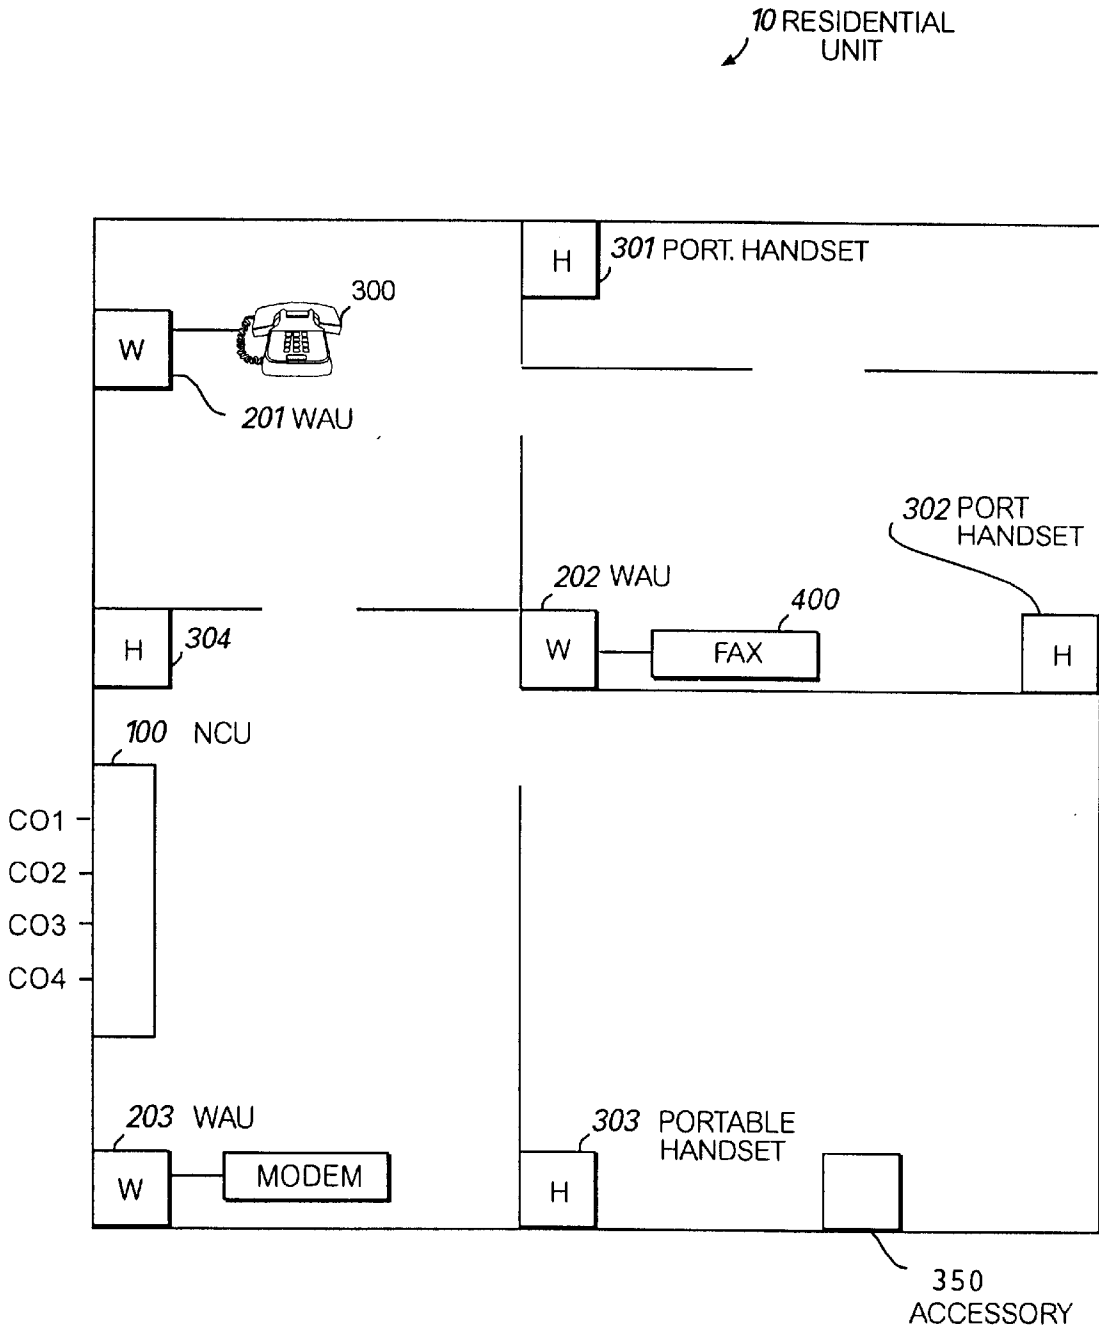 10 RESIDENTIAL
UNIT
H
301 PORT. HANDSET
300
W
201 WAU
302 PORT
HANDSET
202 WAU
400
H
304
W
FAX
H
100 NCU
CO1
CO2
CO3
CO4
203 WAU
303 PORTABLE
HANDSET
W
MODEM
H
350
ACCESSORY